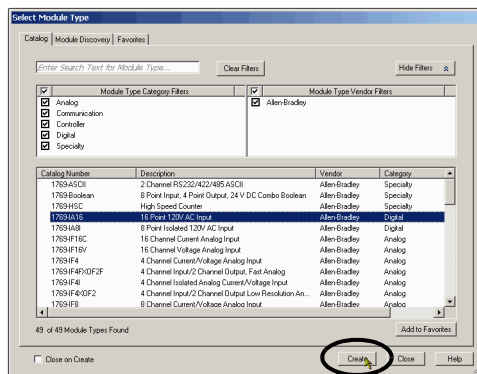 Select Module Type
Catalog Module Discovery Favorites
Enter Search Text for Module Type... Clear Filters Hide Filters
Module Type Category Filters Module Type Vendor Filters
Analog Allen-Bradley
Communication
Controller
Digital
Specialty
Catalog Number Description Vendor Category
1769-ASCII 2 Channel RS232/422/485 ASCII Allen-Bradley Specialty
1769-Boolean 8 Point Input, 4 Point Output, 24 V DC Combo Boolean Allen-Bradley Specialty
1769-HSC High Speed Counter Allen-Bradley Specialty
1769-IA16 16 Point 120V AC Input Allen-Bradley Digital
1769-IA8I 8 Point Isolated 120V AC Input Allen-Bradley Digital
1769-IF16C 16 Channel Current Analog Input Allen-Bradley Analog
1769-IF16V 16 Channel Voltage Analog Input Allen-Bradley Analog
1769-IF4 4 Channel Current/Voltage Analog Input Allen-Bradley Analog
1769-IF4FXOF2F 4 Channel Input/2 Channel Output, Fast Analog Allen-Bradley Analog
1769-IF4I 4 Channel Isolated Analog Current/Voltage Input Allen-Bradley Analog
1769-IF4XOF2 4 Channel Input/2 Channel Output Low Resolution An... Allen-Bradley Analog
1769-IF8 8 Channel Current/Voltage Analog Input Allen-Bradley Analog
49 of 49 Module Types Found Add to Favorites
Close on Create Create Close Help